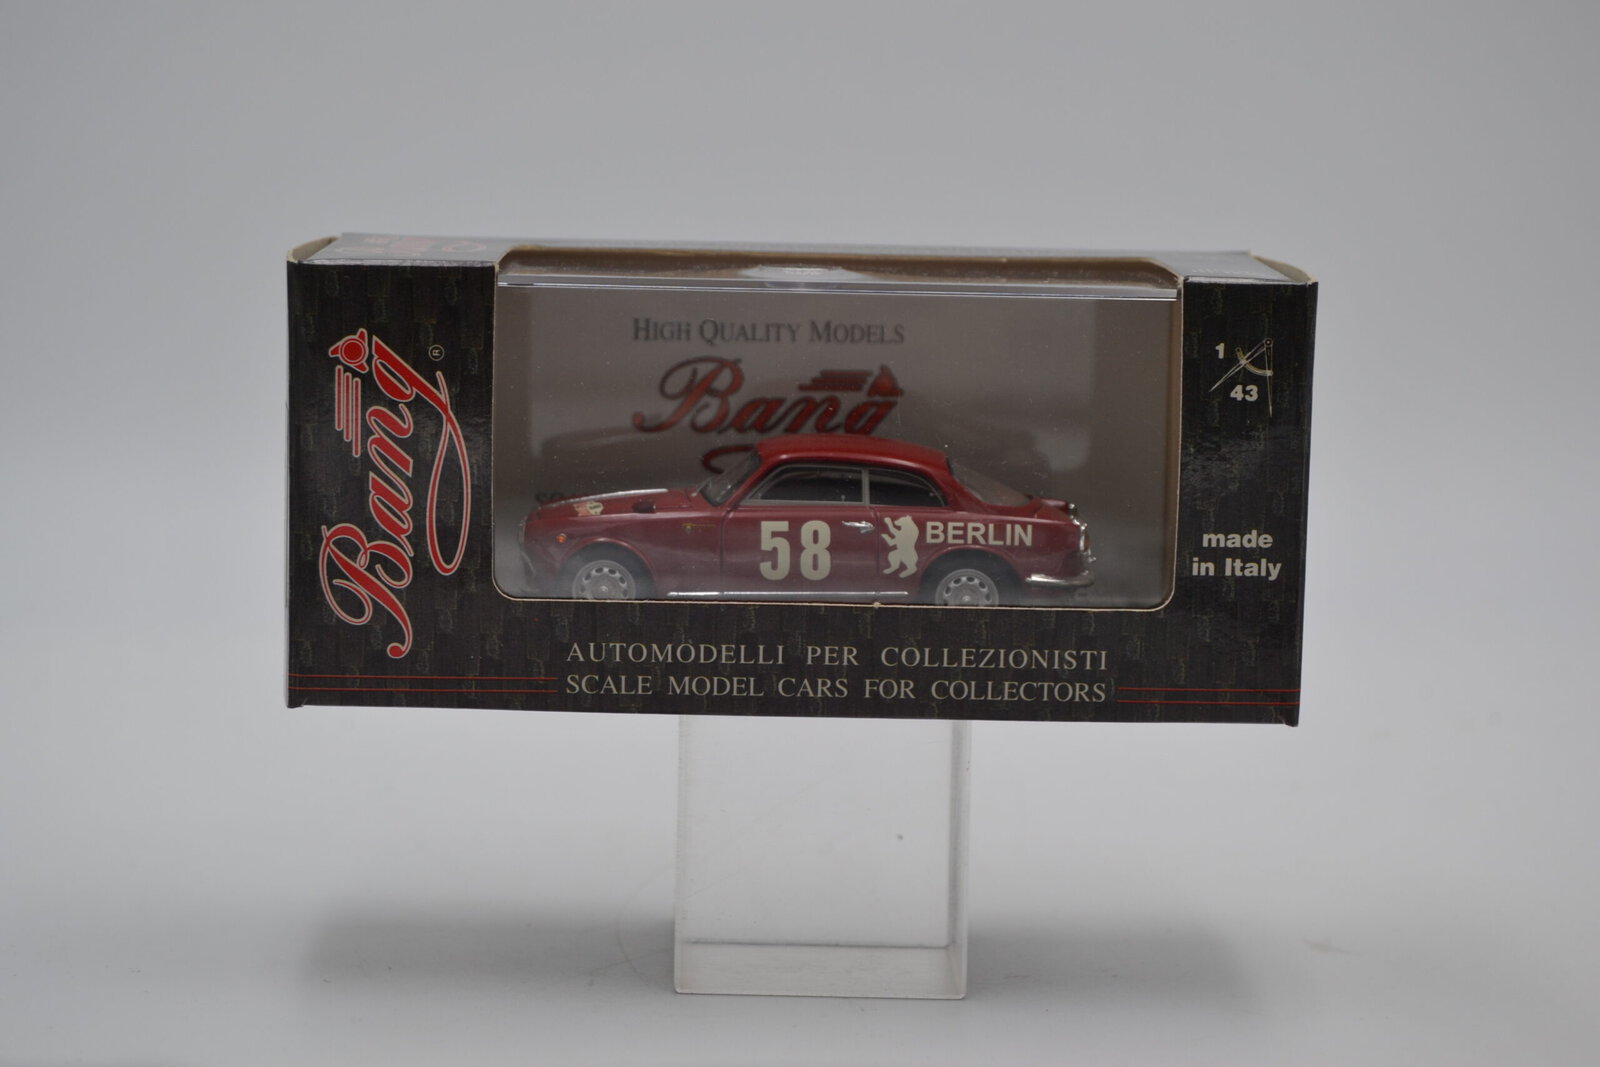 HIGH QUALITY MODELS
Bang
Bang ®
1
43
58
BERLIN
made
in Italy
AUTOMODELLI PER COLLEZIONISTI
SCALE MODEL CARS FOR COLLECTORS